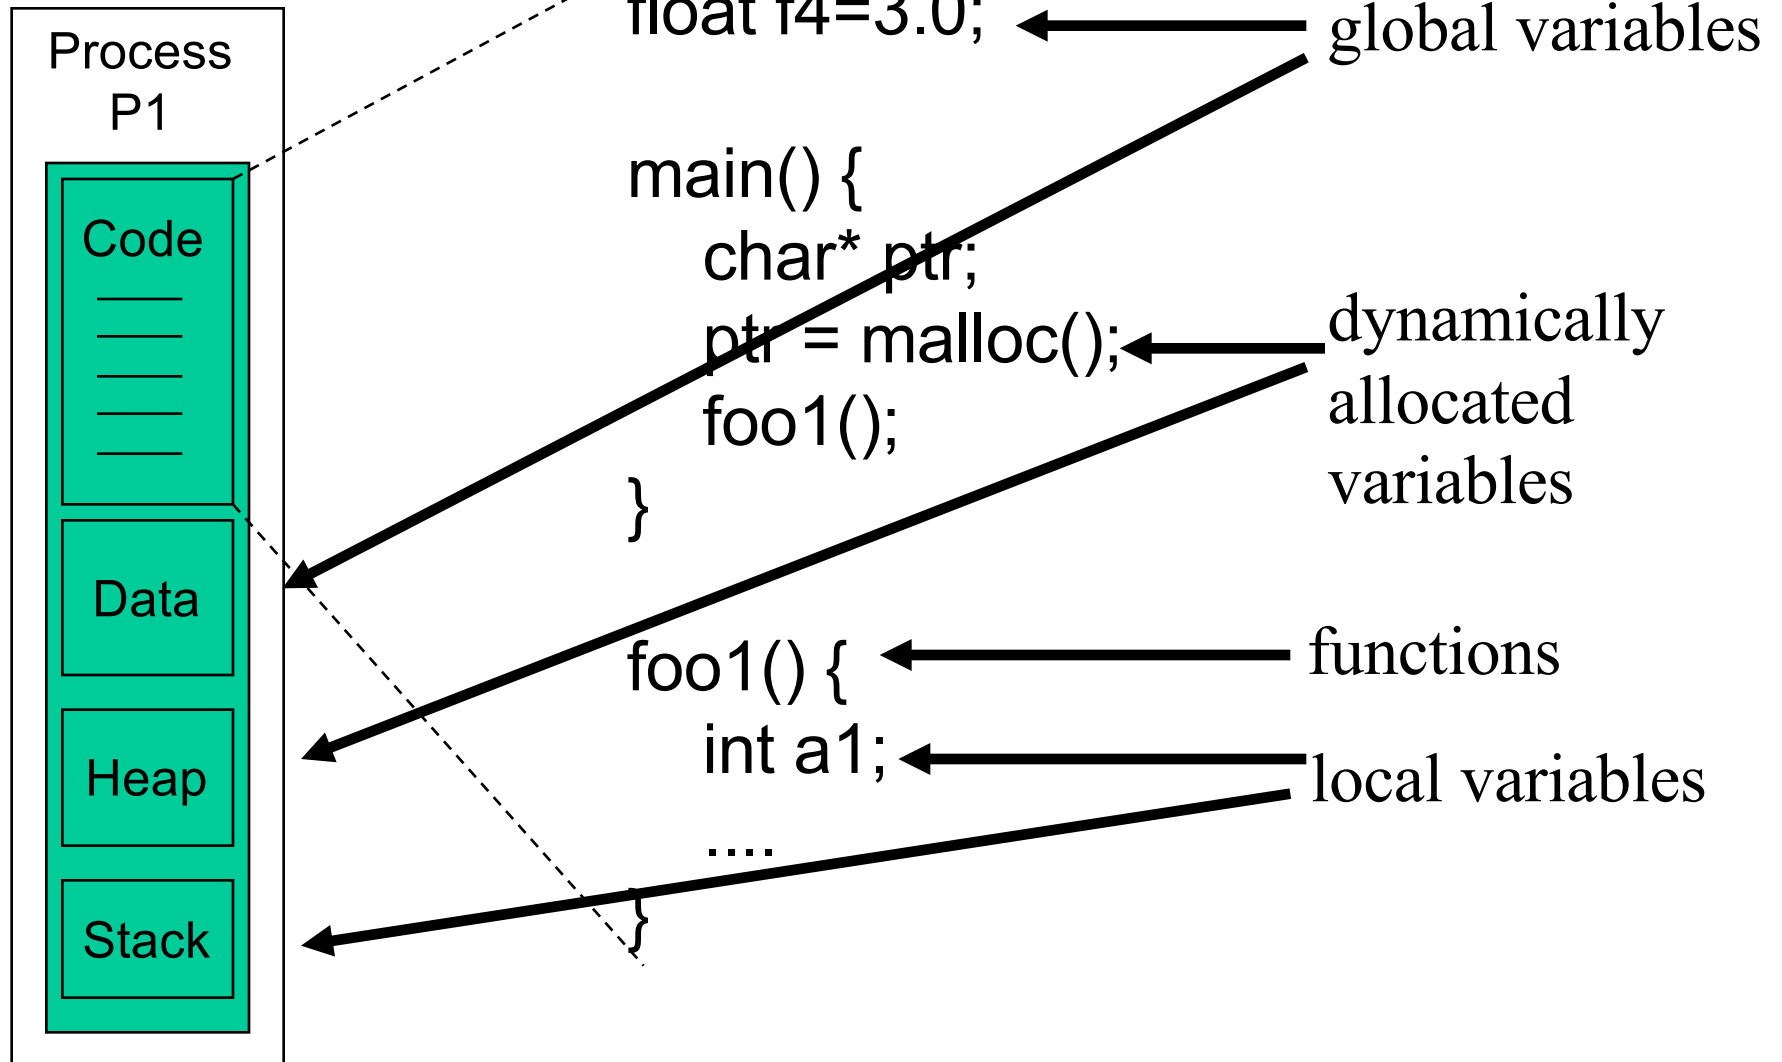 Process
P1
Code
Data
Heap
Stack
float f4=3.0;
main() {
char* ptr;
ptr = malloc();
foo1();
}
foo1() {
int a1;
....
}
global variables
dynamically
allocated
variables
functions
local variables